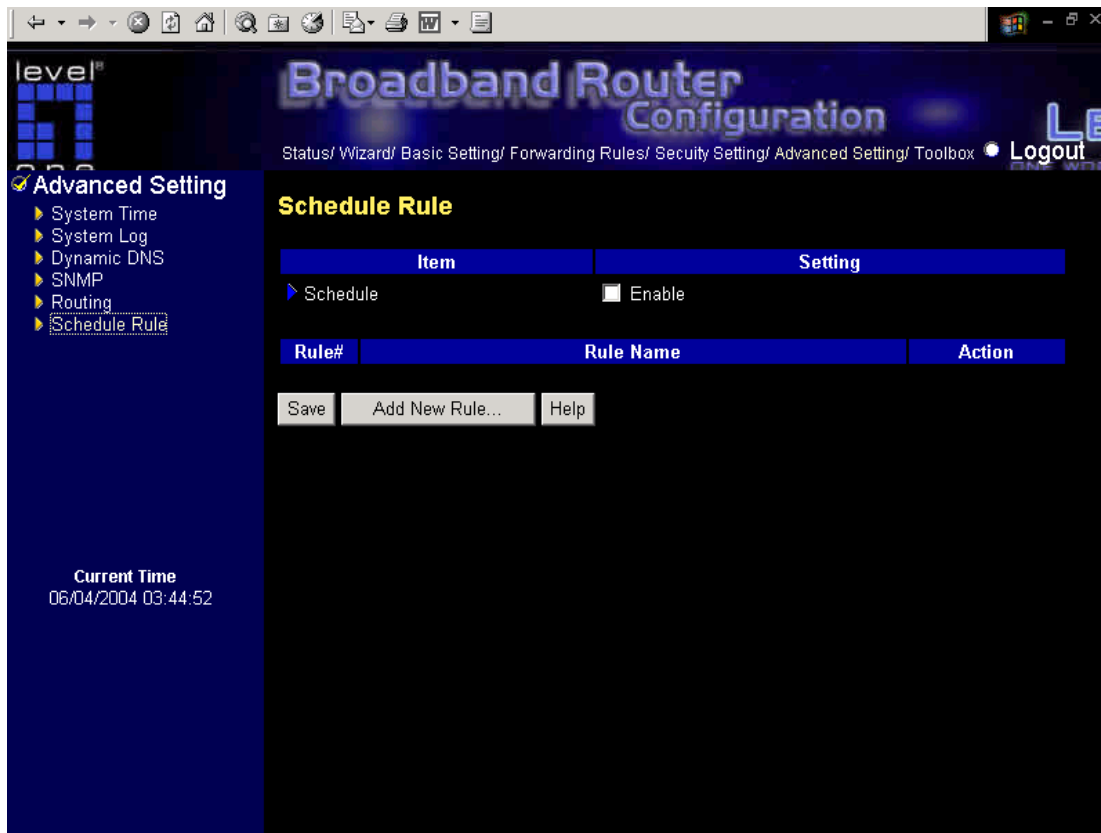 level®
one
Broadband Router
Configuration
Status/ Wizard/ Basic Setting/ Forwarding Rules/ Secuity Setting/ Advanced Setting/ Toolbox
Logout
Advanced Setting
System Time
System Log
Dynamic DNS
SNMP
Routing
Schedule Rule
Current Time
06/04/2004 03:44:52
Schedule Rule
Item Setting
Schedule Enable
Rule# Rule Name Action
Save Add New Rule... Help